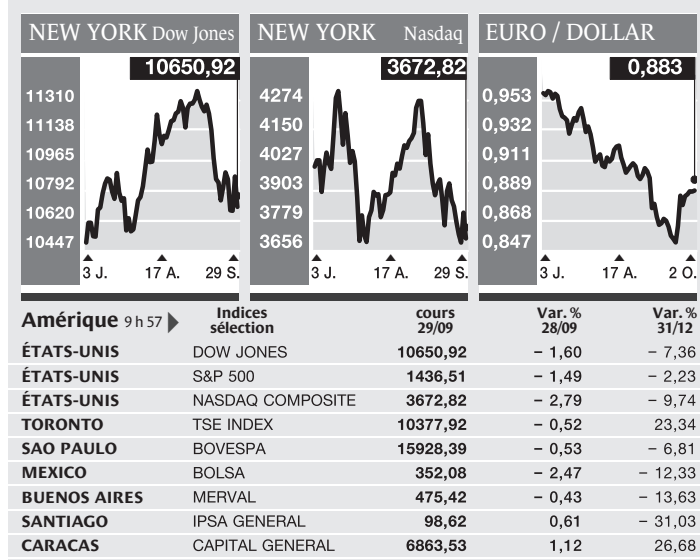 NEW YORK Dow Jones
10650,92
11310
11138
10965
10792
10620
10447
3 J. 17 A. 29 S.
NEW YORK Nasdaq
3672,82
4274
4150
4027
3903
3779
3656
3 J. 17 A. 29 S.
EURO / DOLLAR
0,883
0,953
0,932
0,911
0,889
0,868
0,847
3 J. 17 A. 2 O.
Amérique 9 h 57 Indices sélection cours 29/09 Var. % 28/09 Var. % 31/12
ÉTATS-UNIS DOW JONES 10650,92 – 1,60 – 7,36
ÉTATS-UNIS S&P 500 1436,51 – 1,49 – 2,23
ÉTATS-UNIS NASDAQ COMPOSITE 3672,82 – 2,79 – 9,74
TORONTO TSE INDEX 10377,92 – 0,52 23,34
SAO PAULO BOVESPA 15928,39 – 0,53 – 6,81
MEXICO BOLSA 352,08 – 2,47 – 12,33
BUENOS AIRES MERVAL 475,42 – 0,43 – 13,63
SANTIAGO IPSA GENERAL 98,62 0,61 – 31,03
CARACAS CAPITAL GENERAL 6863,53 1,12 26,68